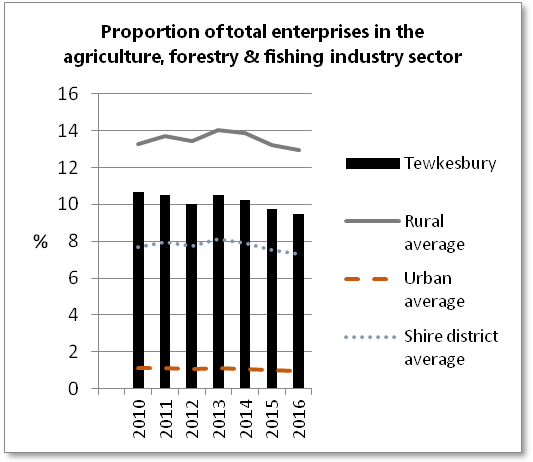 Proportion of total enterprises in the
agriculture, forestry & fishing industry sector
16
14
12
10
8
6
4
2
0
%
2010
2011
2012
2013
2014
2015
2016
Tewkesbury
Rural
average
Urban
average
Shire district
average